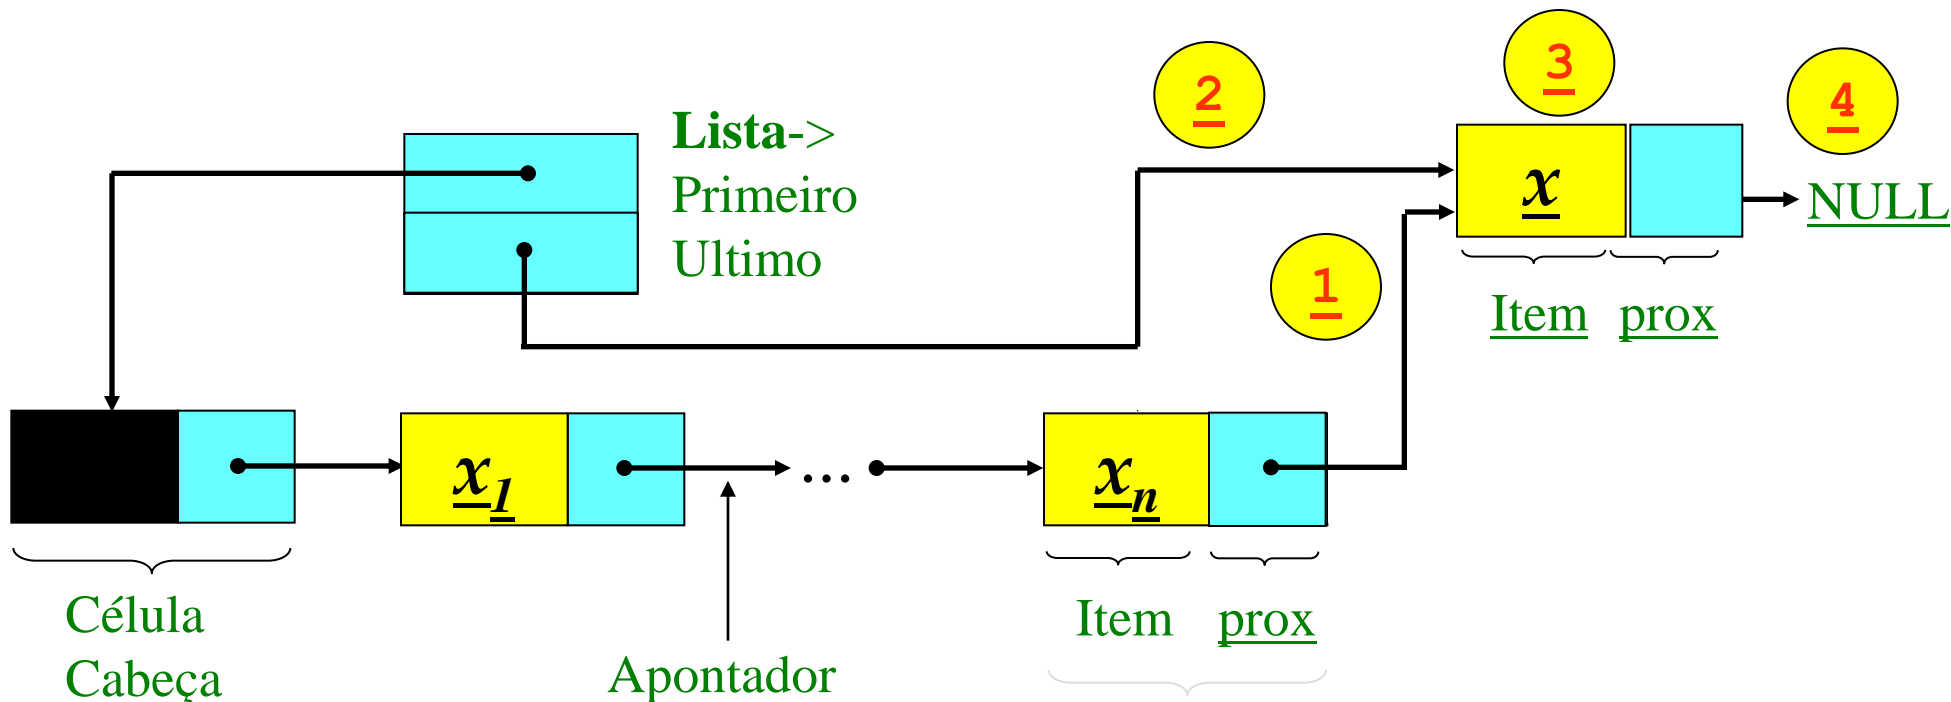 3
2
4
Lista->
Primeiro
Ultimo
x
NULL
1
Item prox
x1
...
xn
Item prox
Célula
Cabeça
Apontador